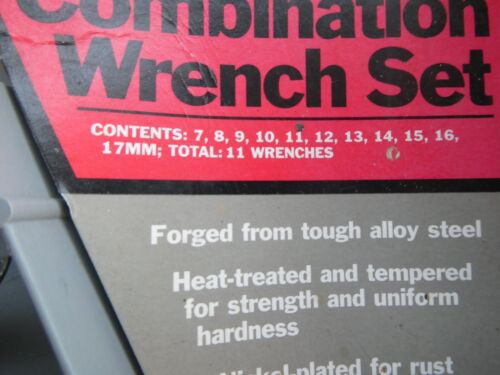 Combination
Wrench Set
CONTENTS: 7, 8, 9, 10, 11, 12, 13, 14, 15, 16,
17MM; TOTAL: 11 WRENCHES
Forged from tough alloy steel
Heat-treated and tempered
for strength and uniform
hardness
Nickel-plated for rust